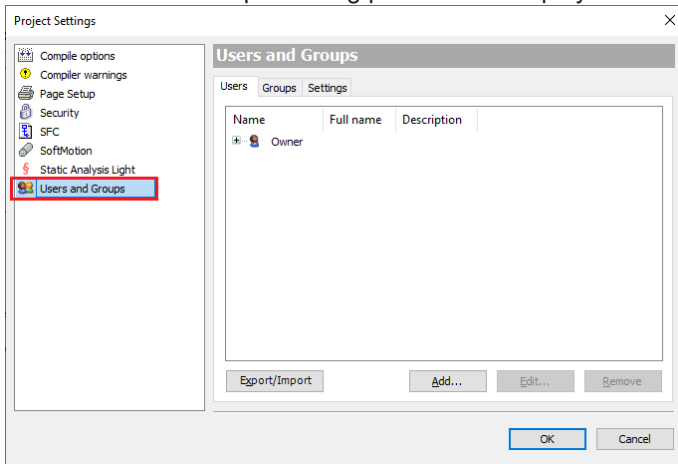 Project Settings
Compile options
Compiler warnings
Page Setup
Security
SFC
SoftMotion
Static Analysis Light
Users and Groups
Users and Groups
Users Groups Settings
Name Full name Description
Owner
Export/Import Add... Edit... Remove
OK Cancel